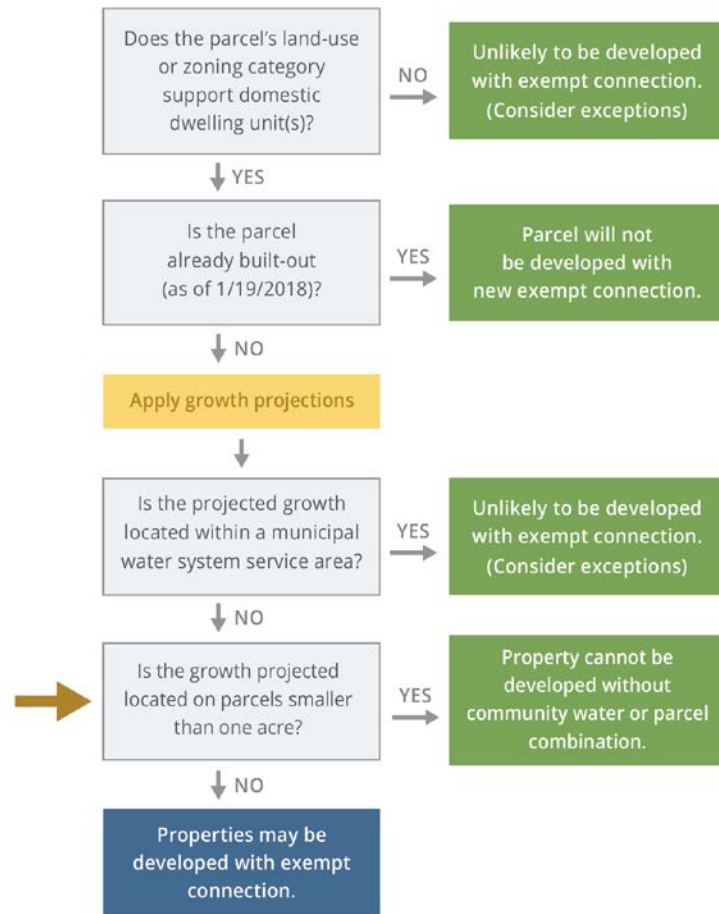 Does the parcel's land-use
or zoning category
support domestic
dwelling unit(s)?
NO
Unlikely to be developed
with exempt connection.
(Consider exceptions)
YES
Is the parcel
already built-out
(as of 1/19/2018)?
YES
Parcel will not
be developed with
new exempt connection.
NO
Apply growth projections
Is the projected growth
located within a municipal
water system service area?
YES
Unlikely to be developed
with exempt connection.
(Consider exceptions)
NO
Is the growth projected
located on parcels smaller
than one acre?
YES
Property cannot be
developed without
community water or parcel
combination.
NO
Properties may be
developed with exempt
connection.